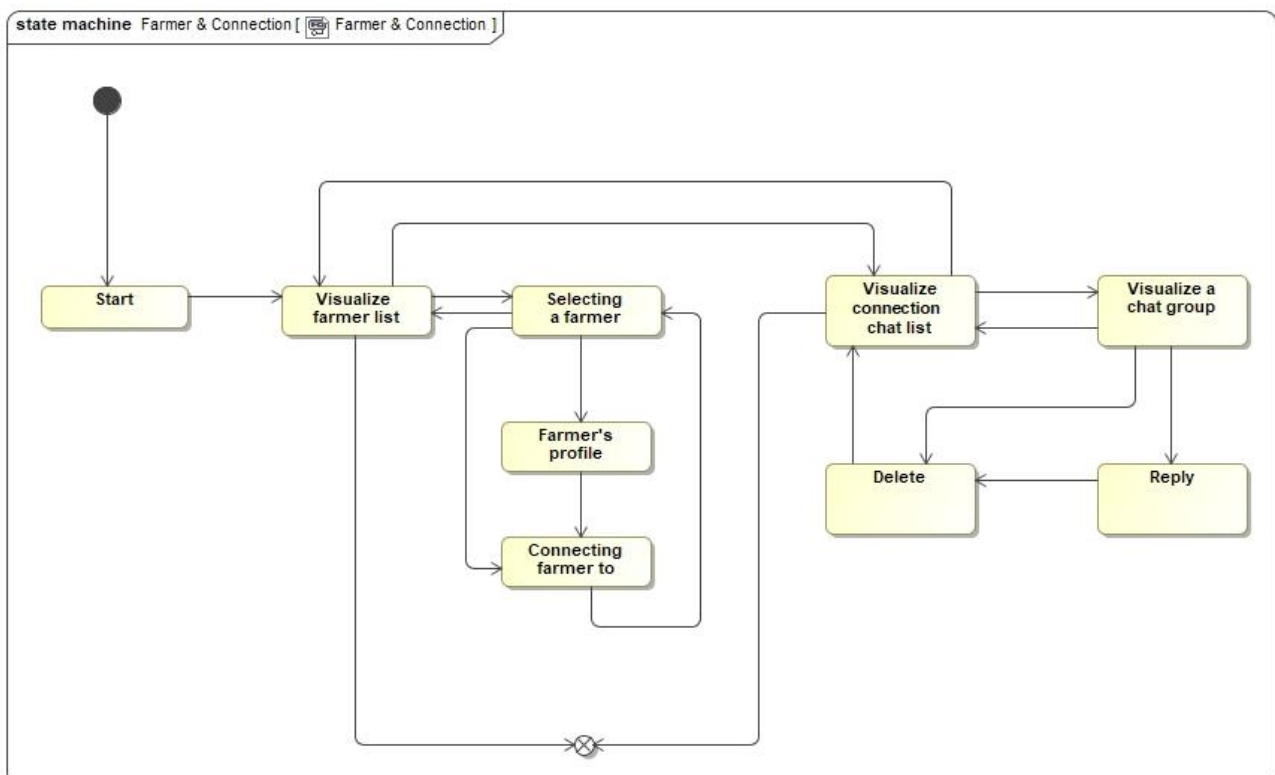 state machine Farmer & Connection [ Farmer & Connection ]
Start
Visualize
farmer list
Selecting
a farmer
Visualize
connection
chat list
Visualize a
chat group
Farmer's
profile
Delete
Reply
Connecting
farmer to